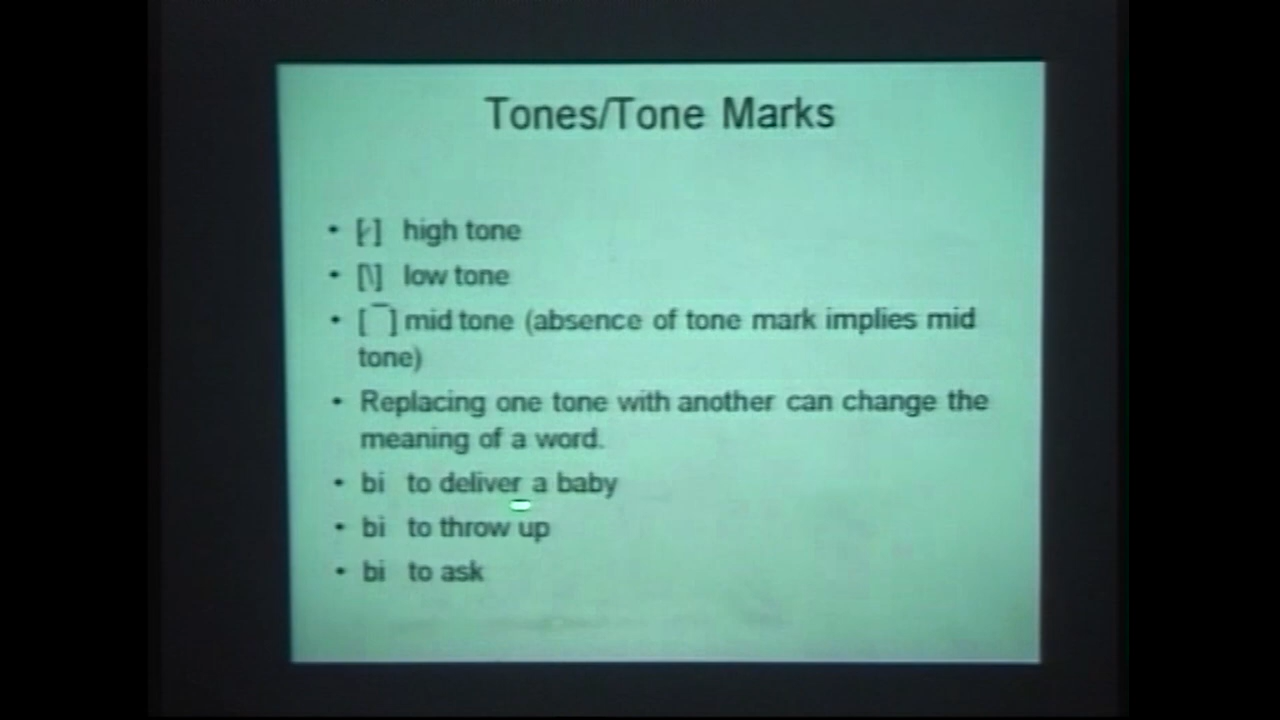 Tones/Tone Marks
• [/] high tone
• [\] low tone
• [ ¯ ] mid tone (absence of tone mark implies mid
tone)
• Replacing one tone with another can change the
meaning of a word.
• bi to deliver a baby
• bi to throw up
• bi to ask